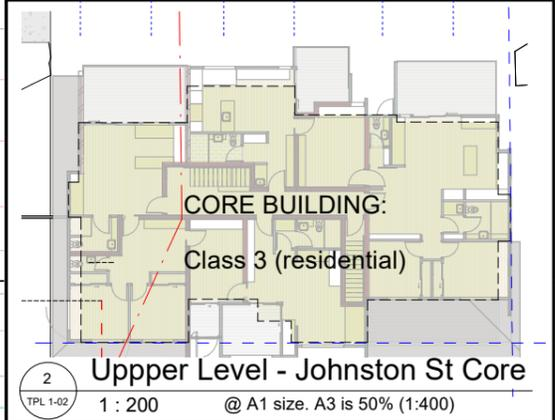 CORE BUILDING:
Class 3 (residential)
2
TPL 1-02
Uppper Level - Johnston St Core
1 : 200
@ A1 size. A3 is 50% (1:400)